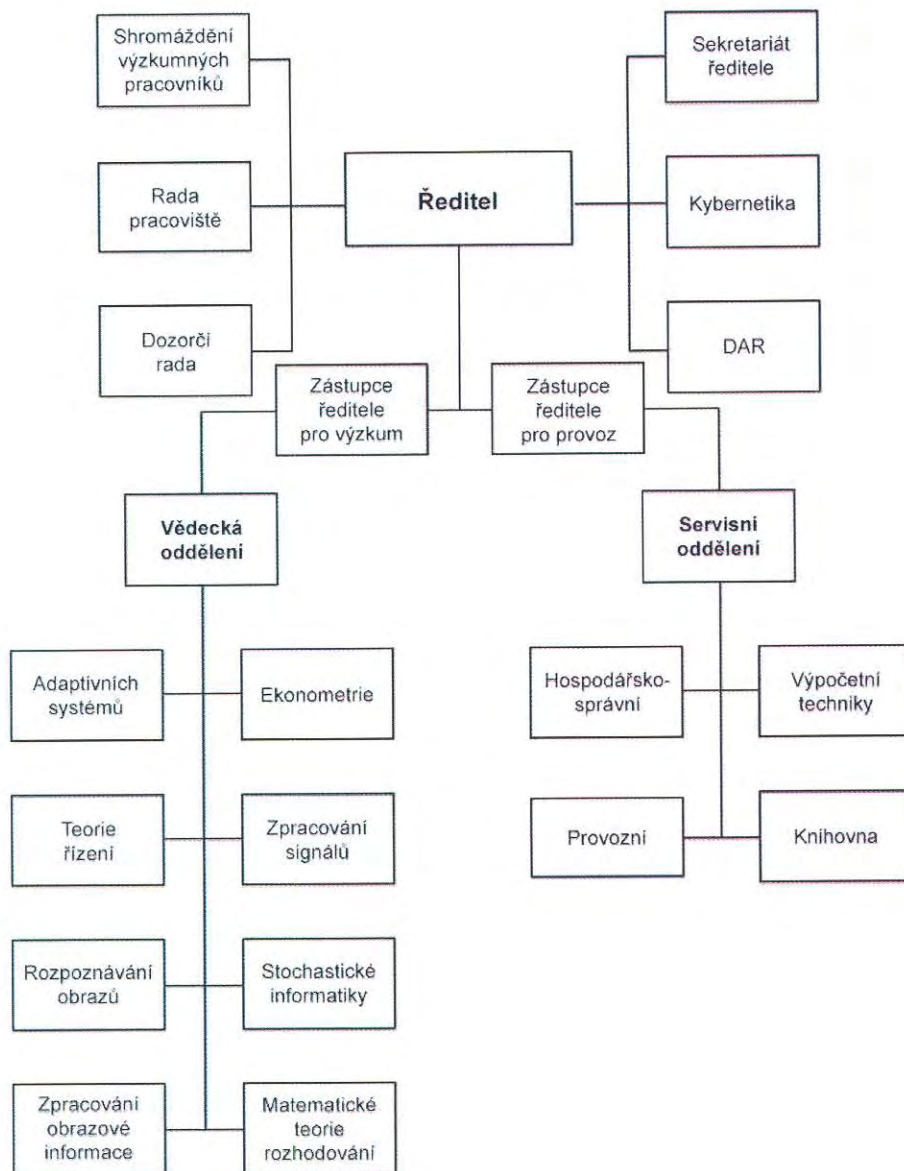 Shromáždění
výzkumných
pracovníků
Sekretariát
ředitele
Ředitel
Rada
pracoviště
Kybernetika
Dozorčí
rada
DAR
Zástupce
ředitele
pro výzkum
Zástupce
ředitele
pro provoz
Vědecká
oddělení
Servisní
oddělení
Adaptivních
systémů
Ekonometrie
Hospodářsko-
správní
Výpočetní
techniky
Teorie
řízení
Zpracování
signálů
Provozní
Knihovna
Rozpoznávání
obrazů
Stochastické
informatiky
Zpracování
obrazové
informace
Matematické
teorie
rozhodování